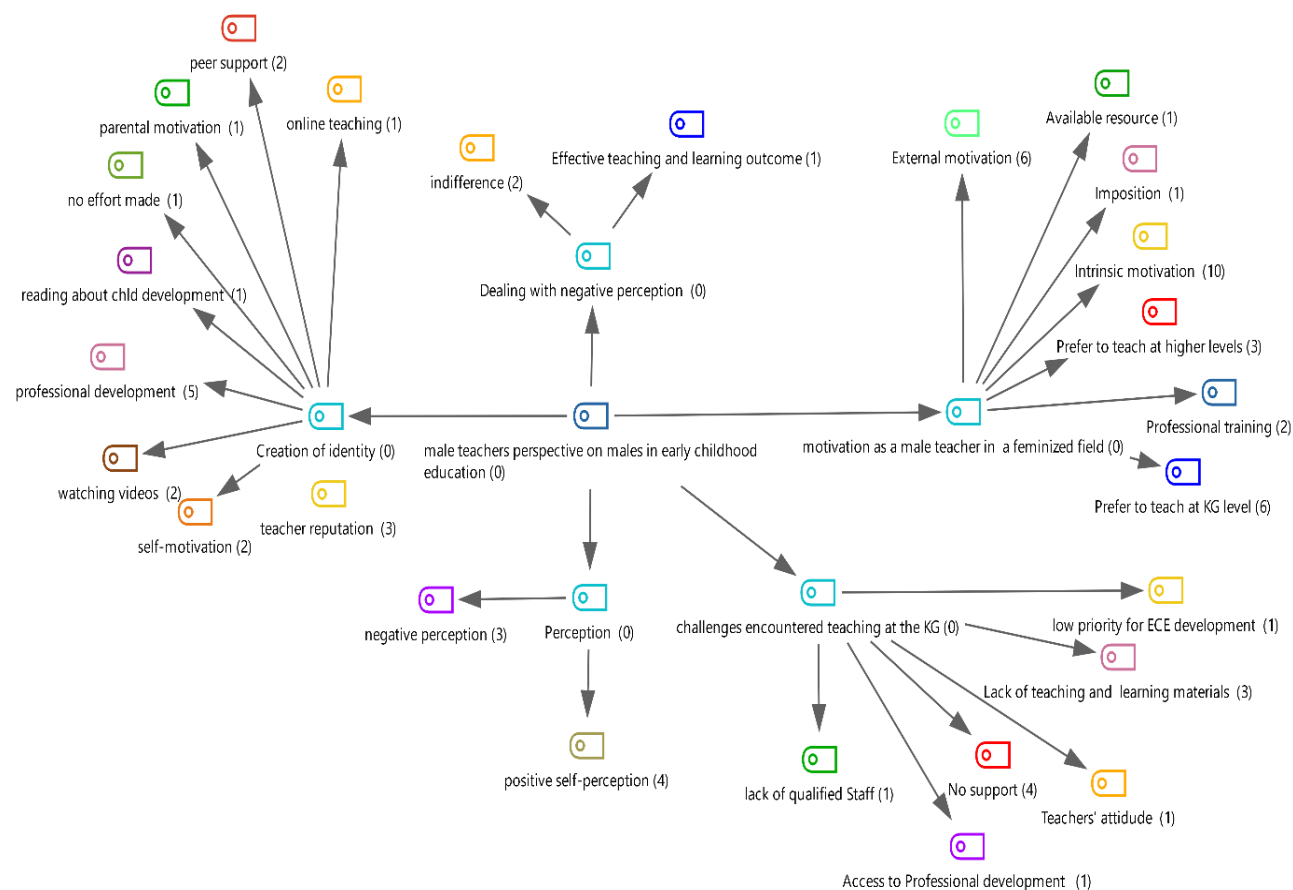 peer support (2)
parental motivation  (1)
online teaching (1)
no effort made  (1)
reading about chld development  (1)
professional development  (5)
watching videos  (2)
self-motivation (2)
teacher reputation  (3)
Creation of identity (0)
indifference (2)
Effective teaching and learning outcome  (1)
Dealing with negative perception  (0)
male teachers perspective on males in early childhood
education (0)
negative perception (3)
Perception  (0)
positive self-perception (4)
External motivation (6)
Available resource (1)
Imposition  (1)
Intrinsic motivation  (10)
Prefer to teach at higher levels (3)
Professional training (2)
motivation as a male teacher in  a feminized field (0)
Prefer to teach at KG level (6)
challenges encountered teaching at the KG (0)
low priority for ECE development  (1)
Lack of teaching and  learning materials  (3)
lack of qualified Staff (1)
No support (4)
Teachers' attidude  (1)
Access to Professional development   (1)